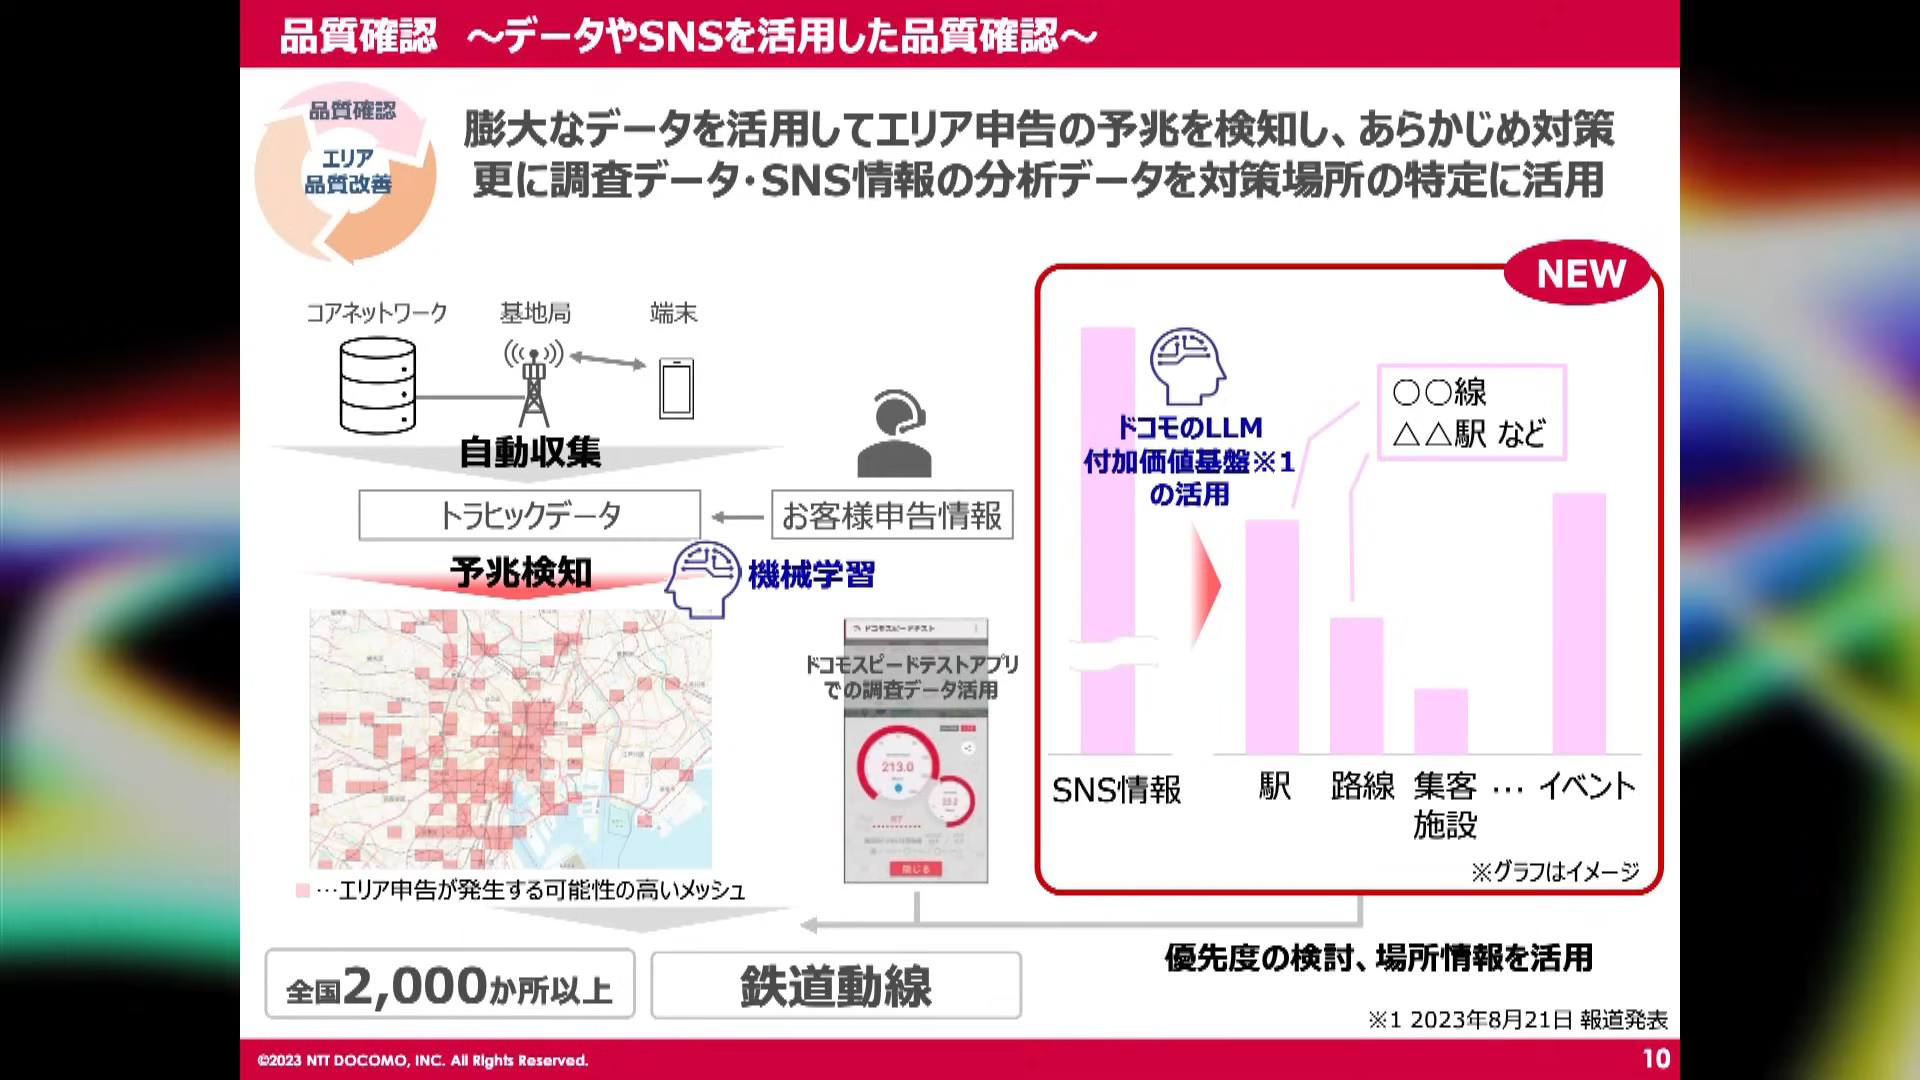 品質確認 ～データやSNSを活用した品質確認～
品質確認
エリア
品質改善
膨大なデータを活用してエリア申告の予兆を検知し、あらかじめ対策
更に調査データ・SNS情報の分析データを対策場所の特定に活用
コアネットワーク
基地局
端末
自動収集
トラヒックデータ
お客様申告情報
予兆検知
機械学習
…エリア申告が発生する可能性の高いメッシュ
ドコモスピードテスト
ドコモスピードテストアプリ
での調査データ活用
213.0
閉じる
NEW
ドコモのLLM
付加価値基盤※1
の活用
○○線
△△駅 など
SNS情報
駅
路線
集客
施設
…
イベント
※グラフはイメージ
優先度の検討、場所情報を活用
全国2,000か所以上
鉄道動線
※1 2023年8月21日 報道発表
©2023 NTT DOCOMO, INC. All Rights Reserved.
10